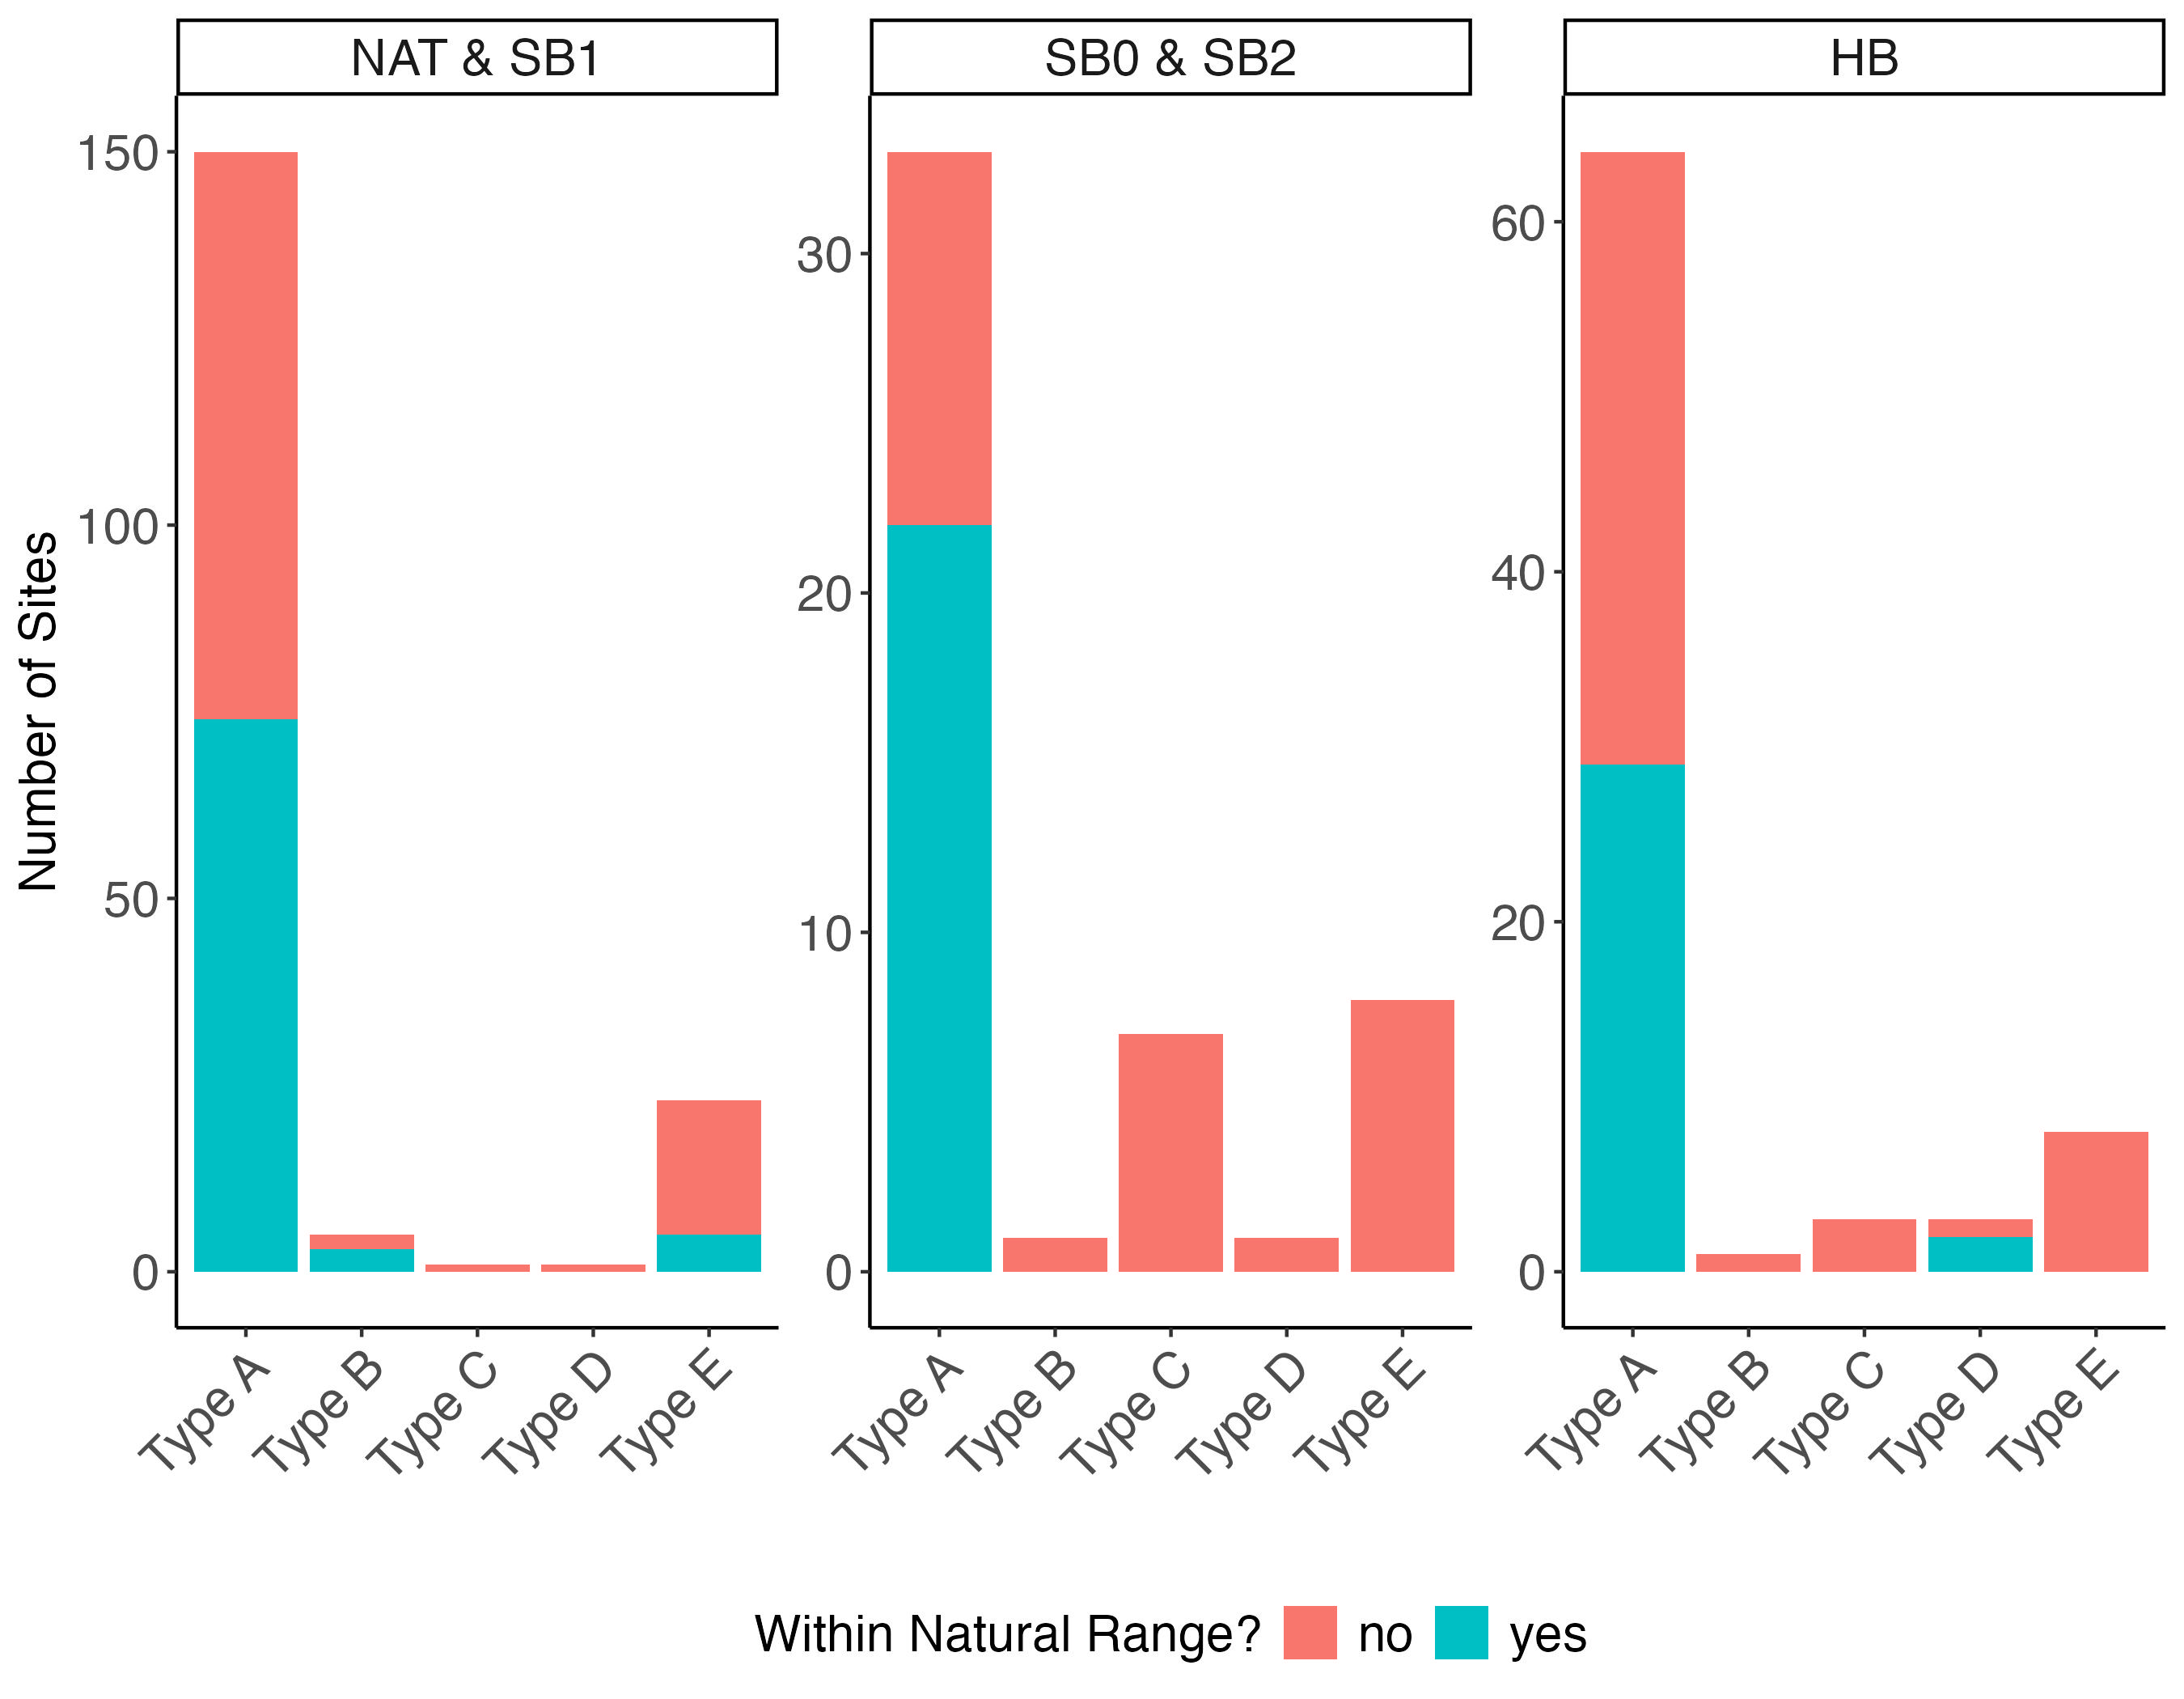 NAT & SB1
SB0 & SB2
HB
Number of Sites
150
100
50
0
30
20
10
0
60
40
20
0
Type A
Type B
Type C
Type D
Type E
Type A
Type B
Type C
Type D
Type E
Type A
Type B
Type C
Type D
Type E
Within Natural Range? no yes